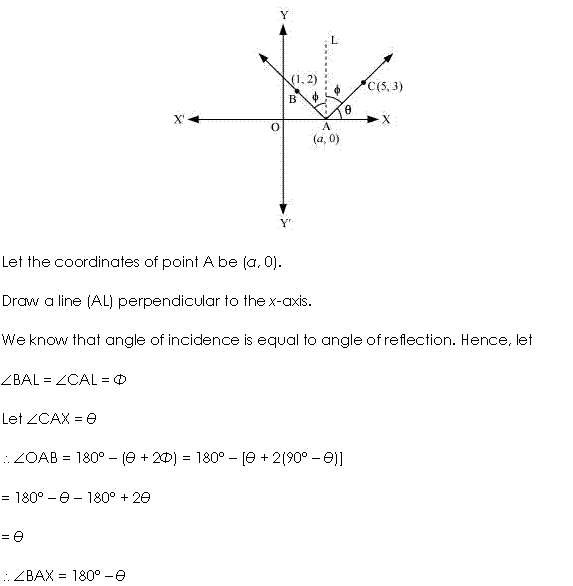 Y
L
(1, 2)
C(5, 3)
B
ϕ
ϕ
θ
X'
O
A
X
(a, 0)
Y'
Let the coordinates of point A be (a, 0).
Draw a line (AL) perpendicular to the x-axis.
We know that angle of incidence is equal to angle of reflection. Hence, let
∠BAL = ∠CAL = Φ
Let ∠CAX = θ
∴∠OAB = 180° – (θ + 2Φ) = 180° – [θ + 2(90° – θ)]
= 180° – θ – 180° + 2θ
= θ
∴∠BAX = 180° – θ